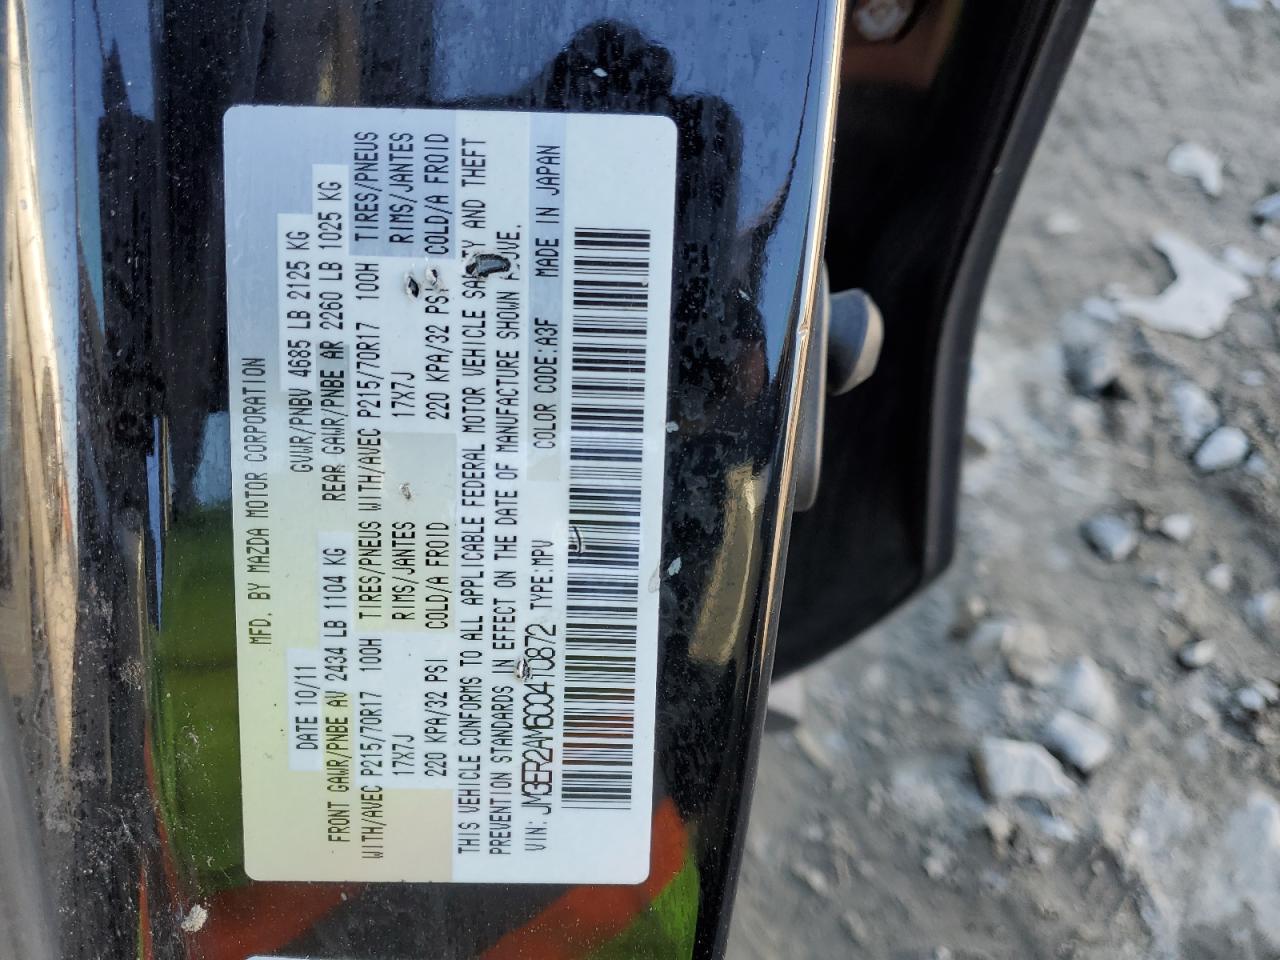 MFD. BY MAZDA MOTOR CORPORATION
DATE 10/11 GVWR/PNBV 4685 LB 2125 KG
FRONT GAWR/PNBE AV 2434 LB 1104 KG REAR GAWR/PNBE AR 2260 LB 1025 KG
WITH/AVEC P215/70R17 100H TIRES/PNEUS WITH/AVEC P215/70R17 100H TIRES/PNEUS
17X7J RIMS/JANTES 17X7J RIMS/JANTES
220 KPA/32 PSI COLD/A FROID 220 KPA/32 PSI COLD/A FROID
THIS VEHICLE CONFORMS TO ALL APPLICABLE FEDERAL MOTOR VEHICLE AND THEFT
PREVENTION STANDARDS IN EFFECT ON THE DATE OF MANUFACTURE SHOWN
COLOR CODE:A3F MADE IN JAPAN
VIN: JM3ER2AM6C0410872 TYPE:MPV